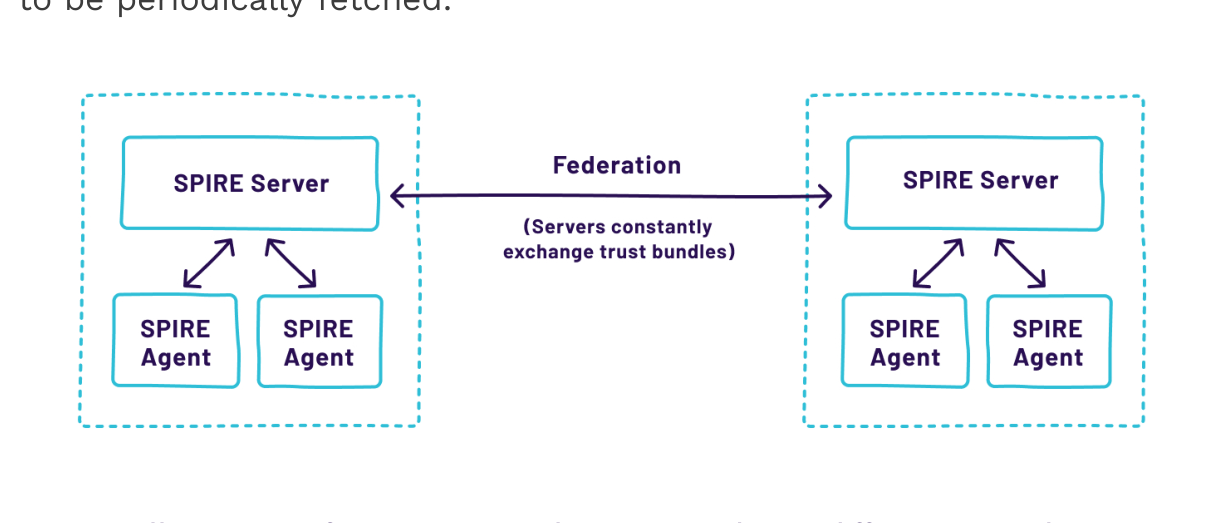 to be periodically fetched.
SPIRE Server
Federation
(Servers constantly
exchange trust bundles)
SPIRE Server
SPIRE
Agent
SPIRE
Agent
SPIRE
Agent
SPIRE
Agent